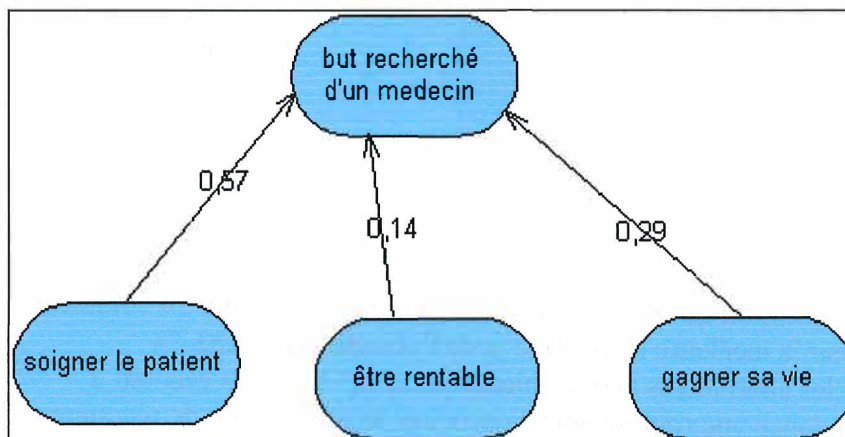 but recherché
d'un medecin
0,57
0,14
0,29
soigner le patient
être rentable
gagner sa vie